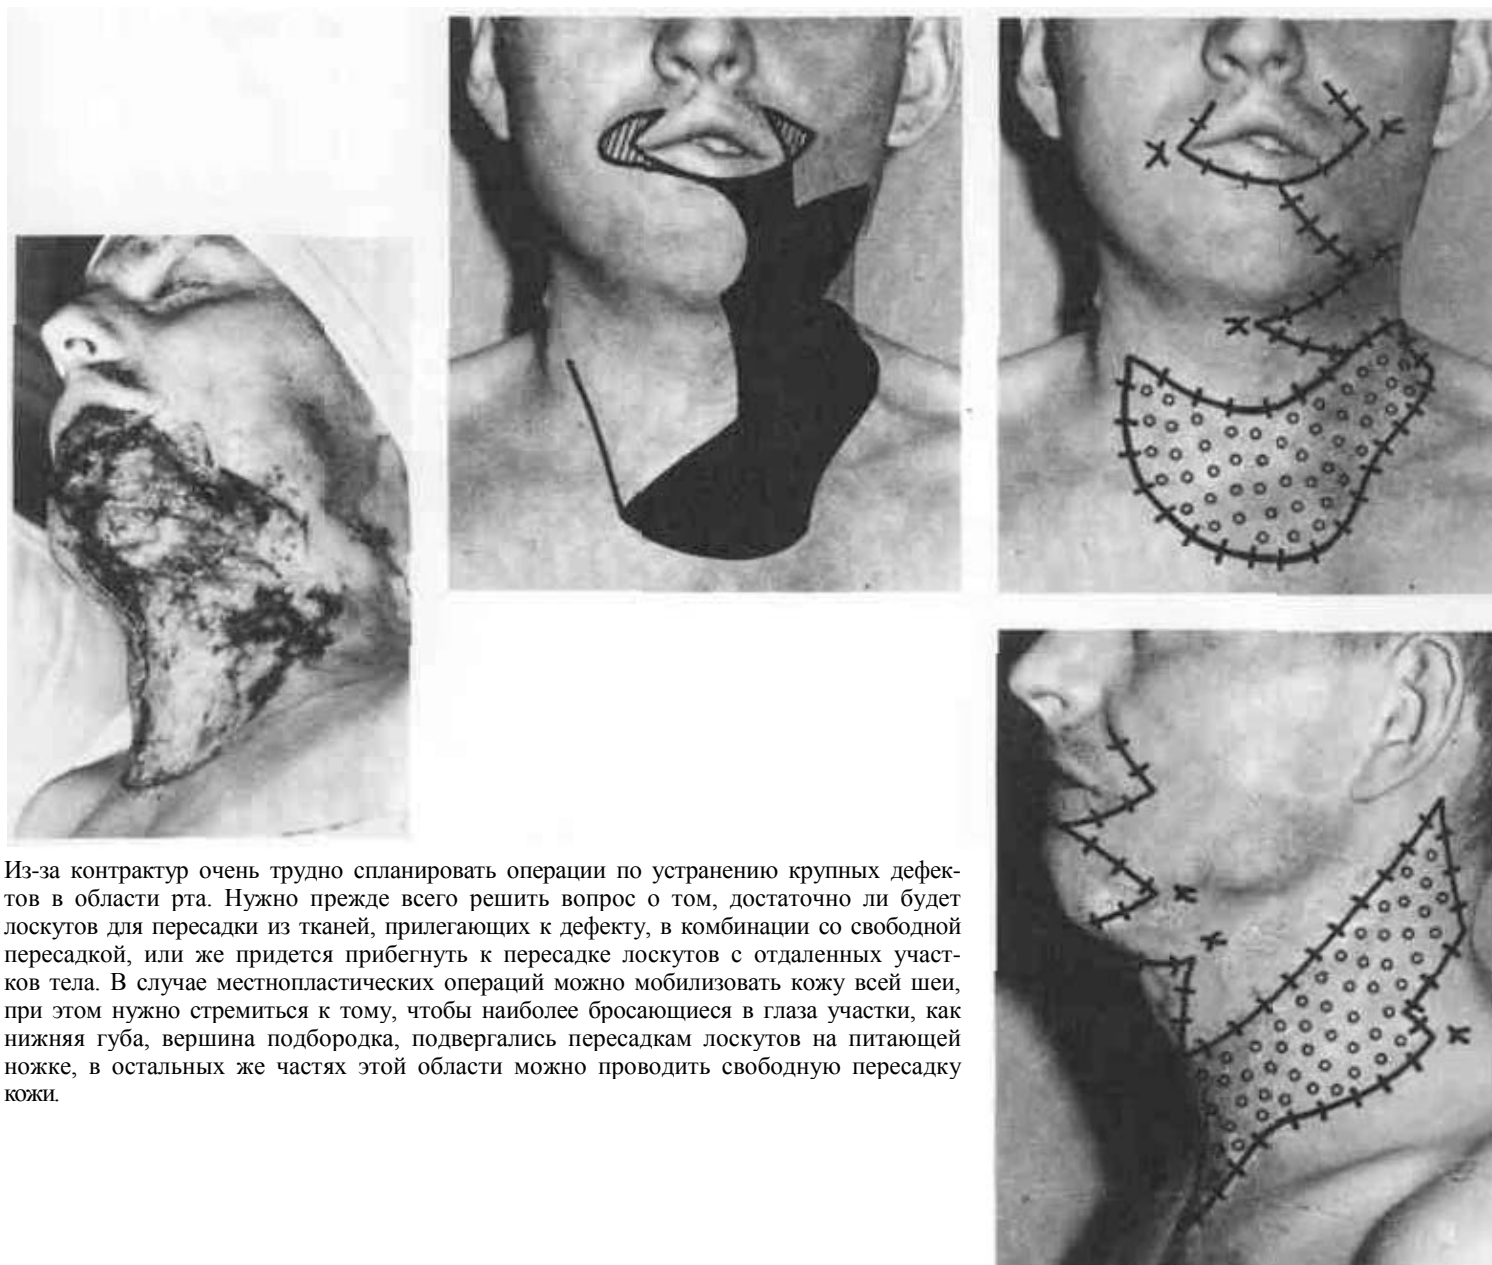 Из-за контрактур очень трудно спланировать операции по устранению крупных дефек-
тов в области рта. Нужно прежде всего решить вопрос о том, достаточно ли будет
лоскутов для пересадки из тканей, прилегающих к дефекту, в комбинации со свободной
пересадкой, или же придется прибегнуть к пересадке лоскутов с отдаленных участ-
ков тела. В случае местнопластических операций можно мобилизовать кожу всей шеи,
при этом нужно стремиться к тому, чтобы наиболее бросающиеся в глаза участки, как
нижняя губа, вершина подбородка, подвергались пересадкам лоскутов на питающей
ножке, в остальных же частях этой области можно проводить свободную пересадку
кожи.